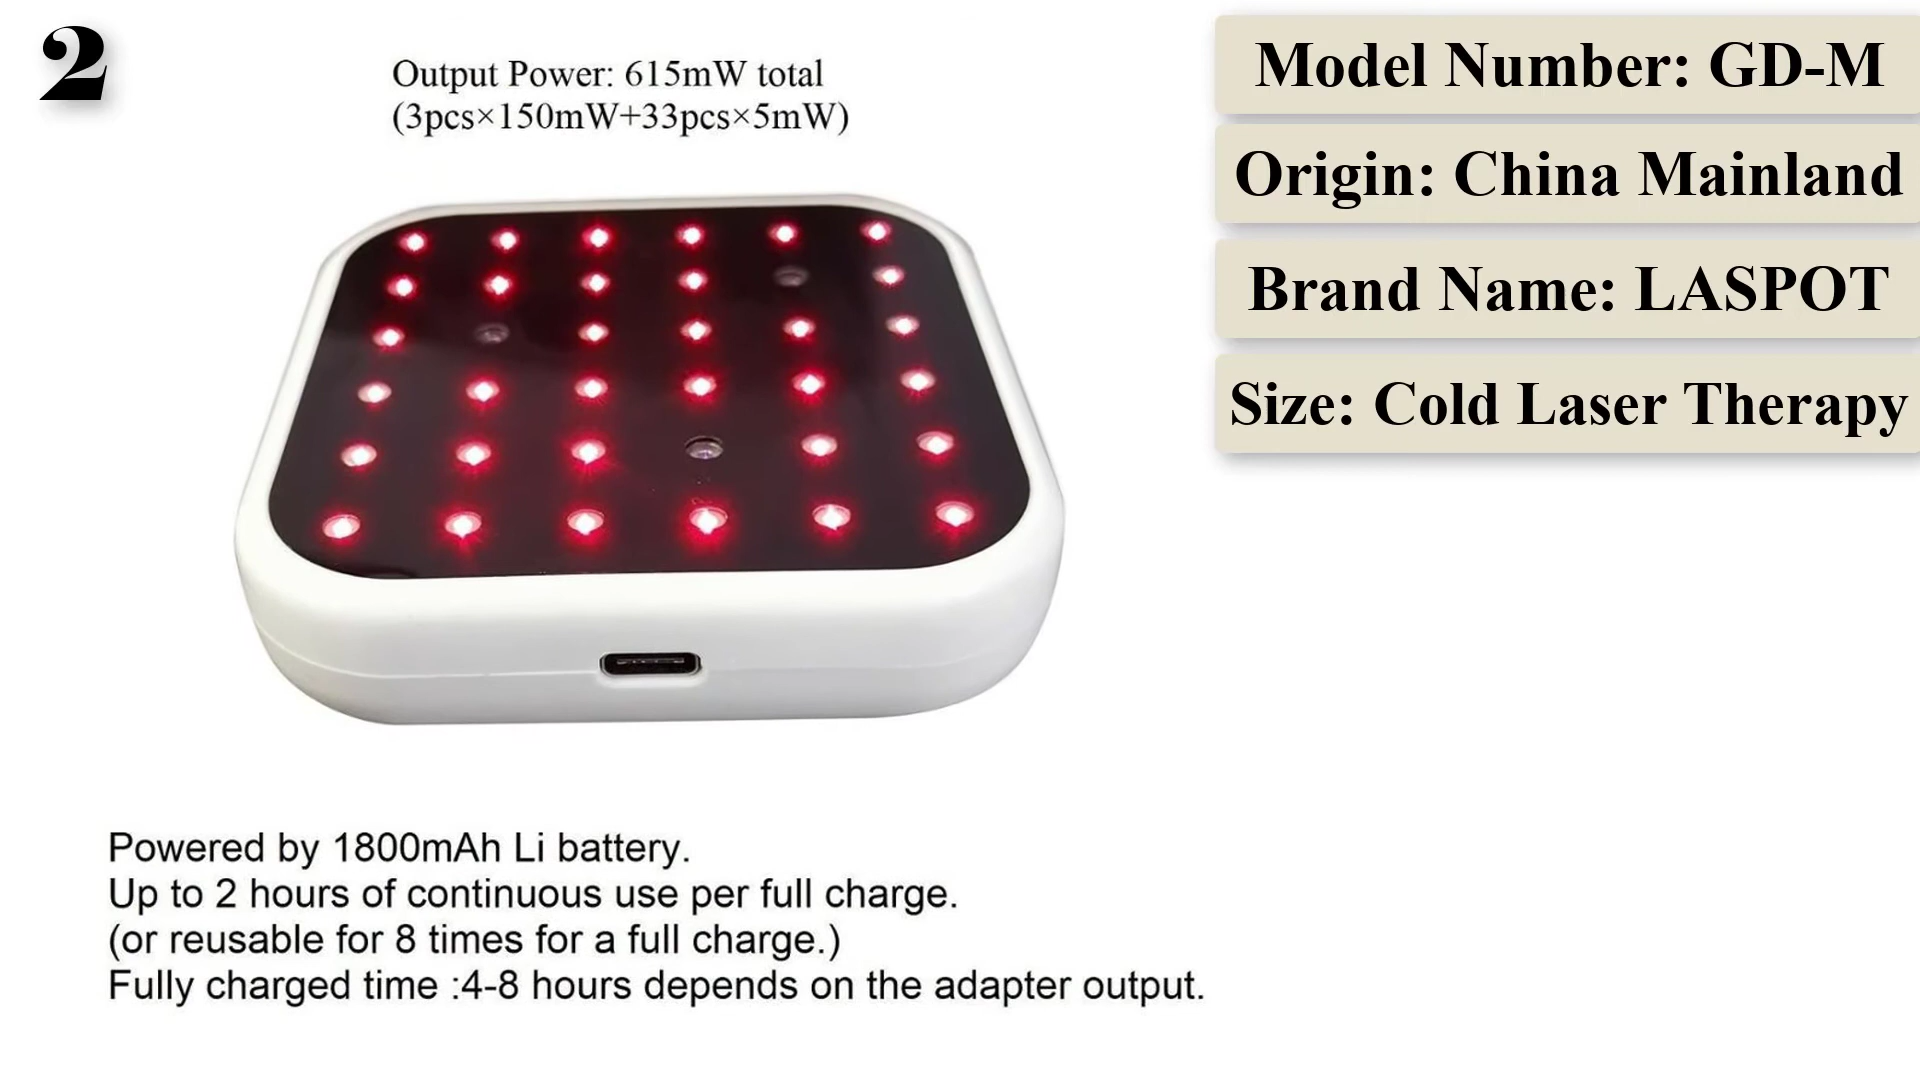 2
Output Power: 615mW total
(3pcs×150mW+33pcs×5mW)
Model Number: GD-M
Origin: China Mainland
Brand Name: LASPOT
Size: Cold Laser Therapy
Powered by 1800mAh Li battery.
Up to 2 hours of continuous use per full charge.
(or reusable for 8 times for a full charge.)
Fully charged time :4-8 hours depends on the adapter output.